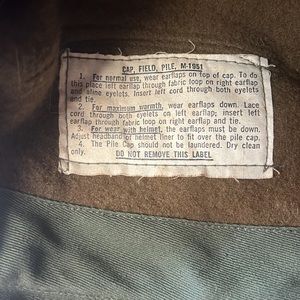 CAP, FIELD, PILE, M-1951
1. For normal use, wear earflaps on top of cap. To do
this place left earflap through fabric loop on right earflap
and aline eyelets. Insert left cord through both eyelets
and tie.
2. For maximum warmth, wear earflaps down. Lace
cord through both eyelets on left earflap; insert left
earflap through fabric loop on right earflap and tie.
3. For wear with helmet, the earflaps must be down.
Adjust headband of helmet liner to fit over the pile cap.
4. The Pile Cap should not be laundered. Dry clean
only.
DO NOT REMOVE THIS LABEL